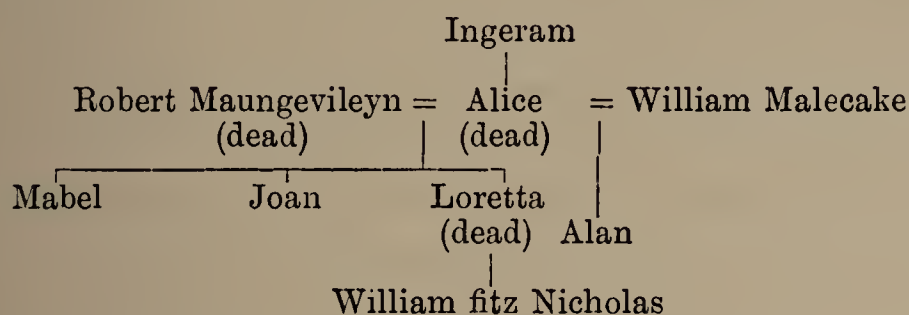 Ingeram
Robert Maungevileyn = Alice = William Malecake
(dead) (dead)
Mabel Joan Loretta
(dead) Alan
William fitz Nicholas